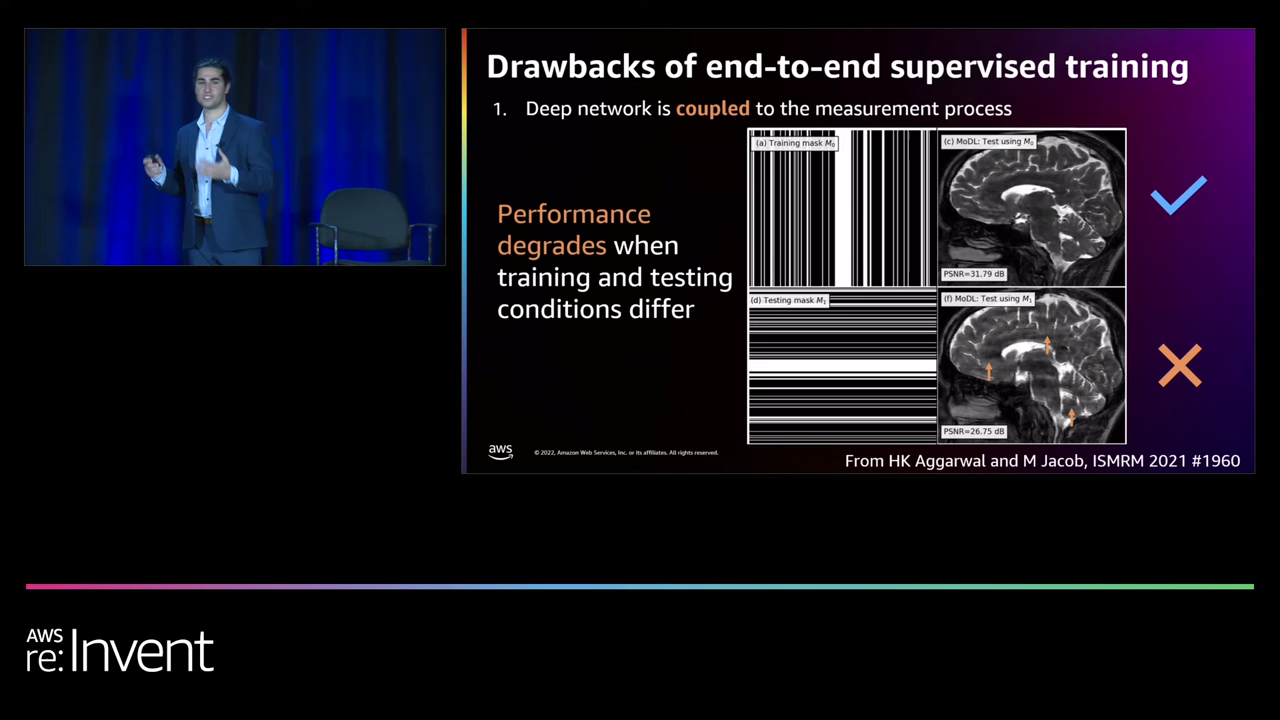 Drawbacks of end-to-end supervised training
1. Deep network is coupled to the measurement process
Performance
degrades when
training and testing
conditions differ
(a) Training mask M₀
(c) MoDL: Test using M₀
PSNR=31.79 dB
(d) Testing mask M₁
(f) MoDL: Test using M₁
PSNR=26.75 dB
aws
© 2022, Amazon Web Services, Inc. or its affiliates. All rights reserved.
From HK Aggarwal and M Jacob, ISMRM 2021 #1960
AWS
re:Invent